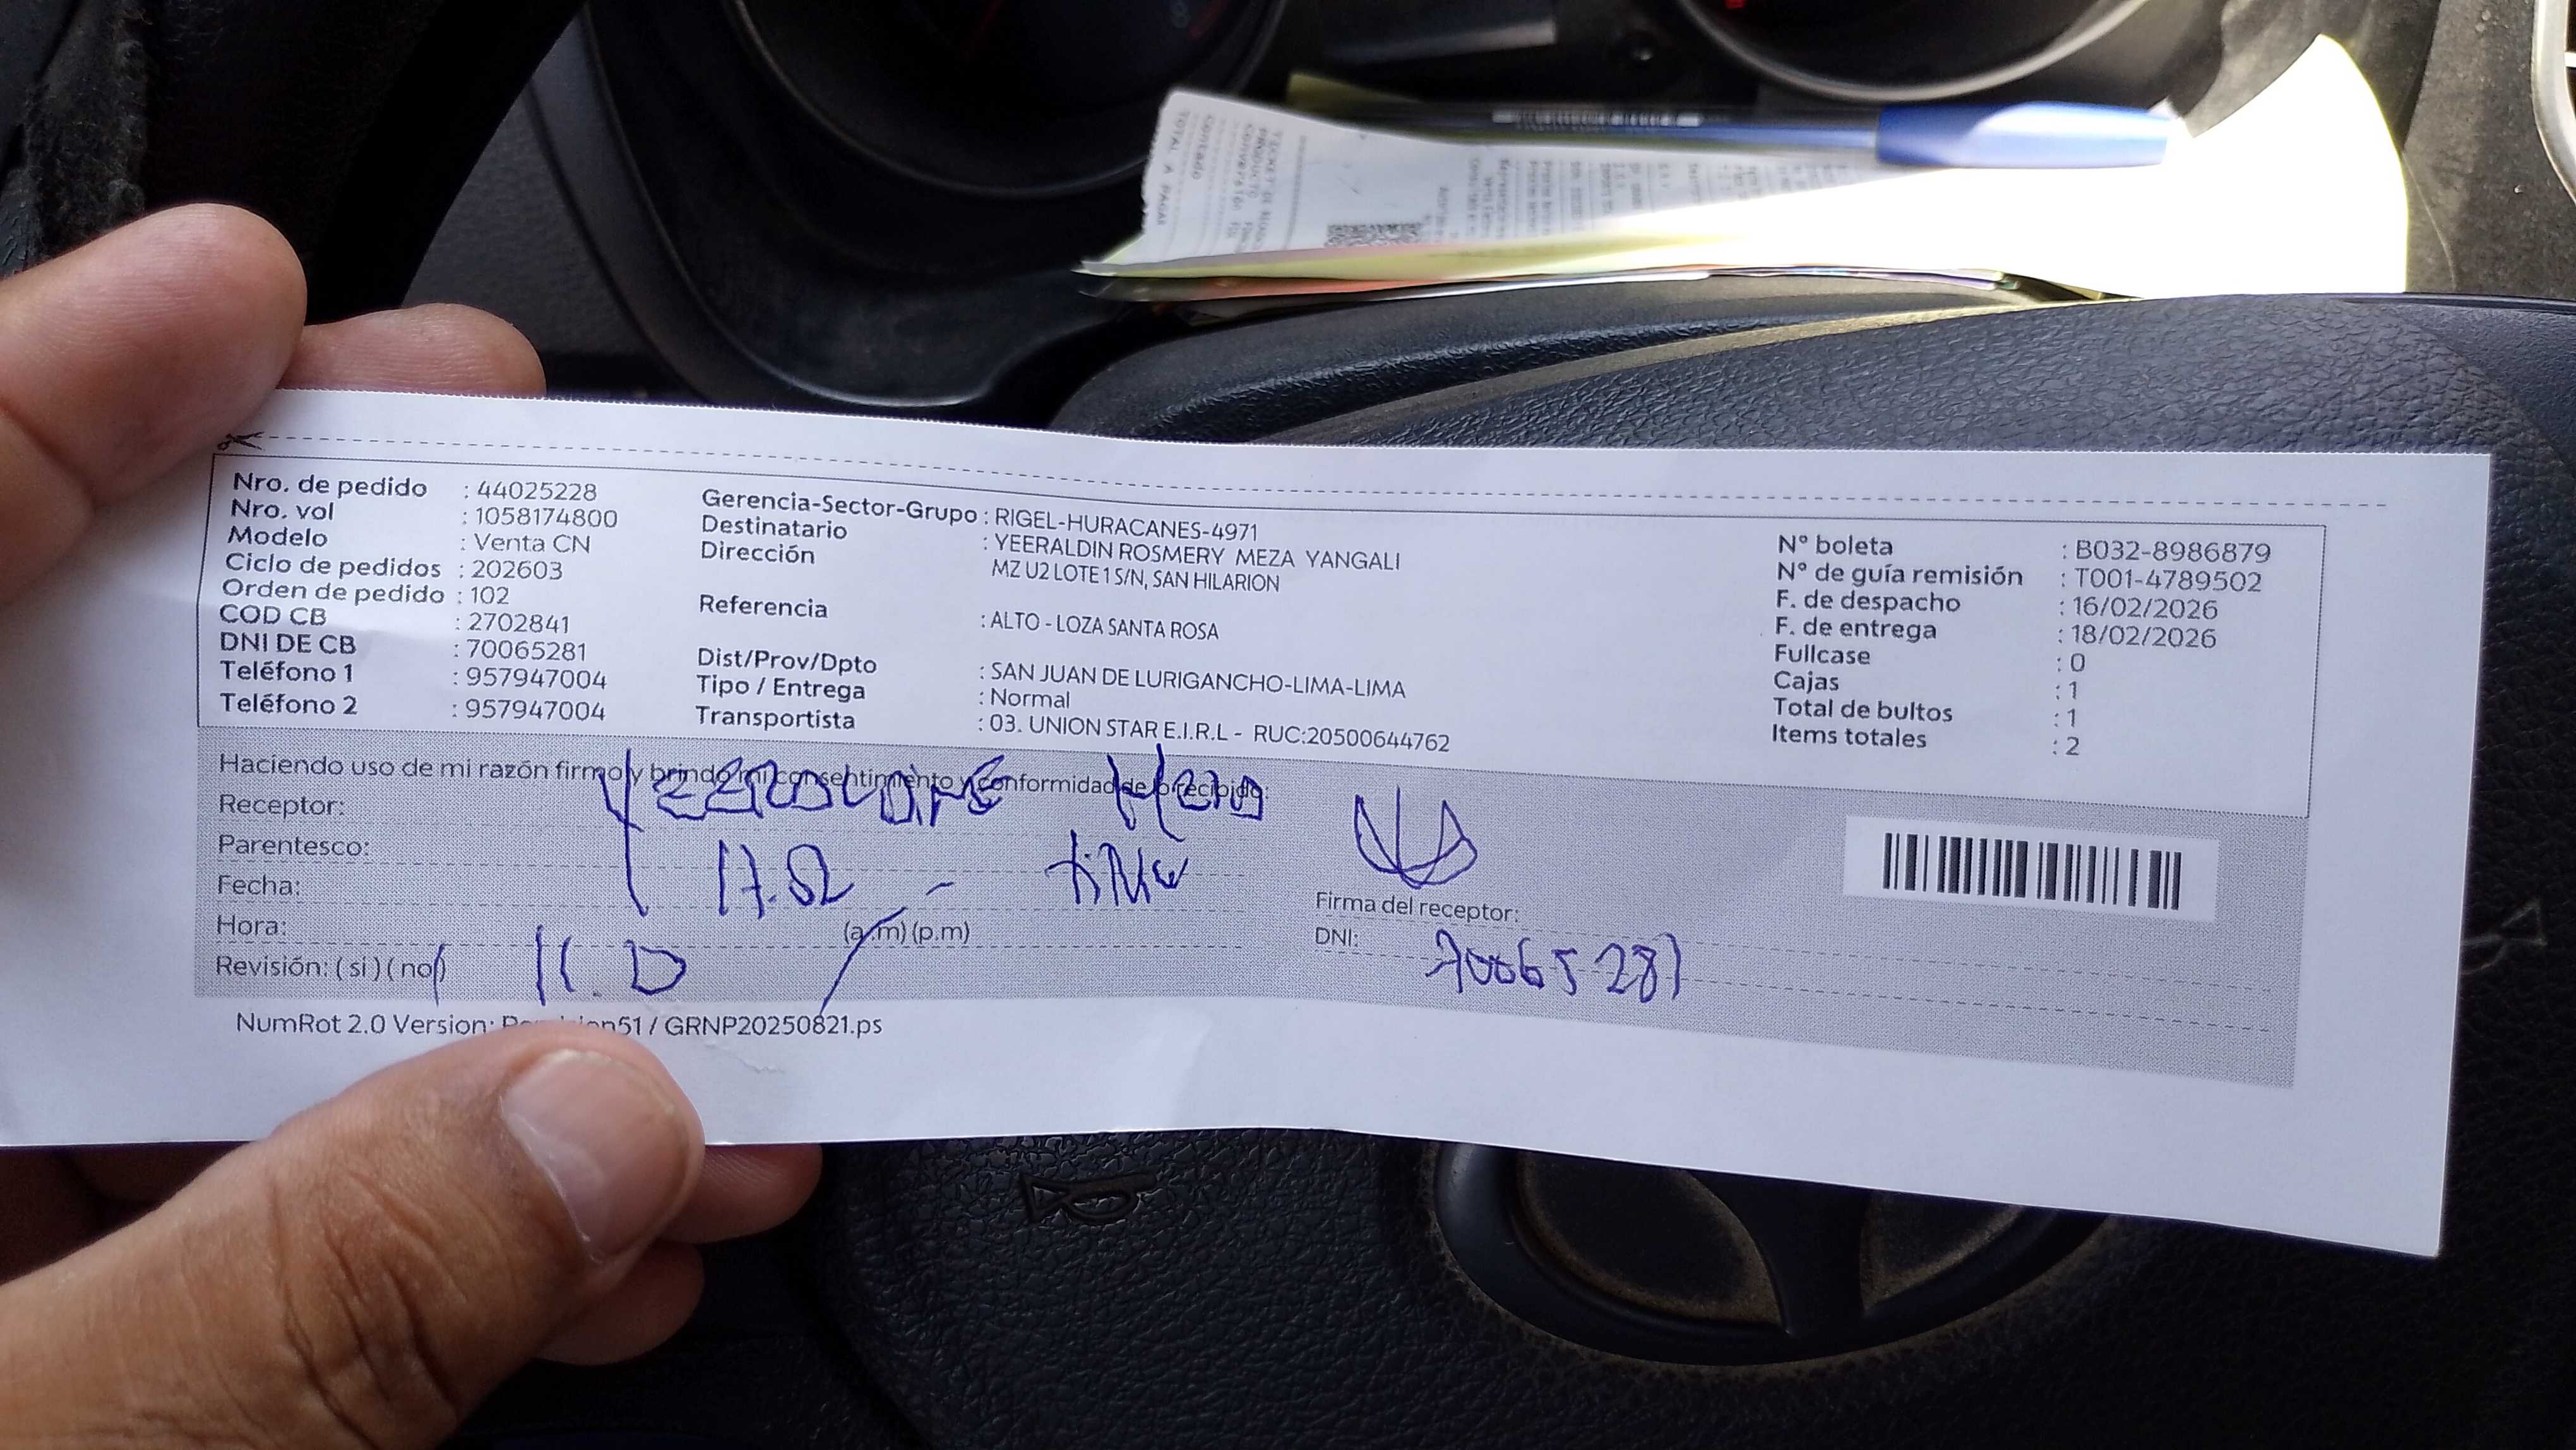 Nro. de pedido : 44025228
Nro. vol : 1058174800
Modelo : Venta CN
Ciclo de pedidos : 202603
Orden de pedido : 102
COD CB : 2702841
DNI DE CB : 70065281
Teléfono 1 : 957947004
Teléfono 2 : 957947004
Gerencia-Sector-Grupo : RIGEL-HURACANES-4971
Destinatario : YEERALDIN ROSMERY MEZA YANGALI
Dirección MZ U2 LOTE 1 S/N, SAN HILARION
Referencia : ALTO - LOZA SANTA ROSA
Dist/Prov/Dpto : SAN JUAN DE LURIGANCHO-LIMA-LIMA
Tipo / Entrega : Normal
Transportista : 03. UNION STAR E.I.R.L - RUC:20500644762
N° boleta : B032-8986879
N° de guía remisión : T001-4789502
F. de despacho : 16/02/2026
F. de entrega : 18/02/2026
Fullcase : 0
Cajas : 1
Total de bultos : 1
Items totales : 2
Haciendo uso de mi razón firmo y brindo mi consentimiento y conformidad de lo recibido:
Receptor: Meza
Parentesco:
Fecha:
Hora: (a.m) (p.m)
Revisión: ( si ) ( no )
Firma del receptor:
DNI: 70065281
NumRot 2.0 Version: 51 / GRNP20250821.ps
TOTAL A PAGAR
CONTADO